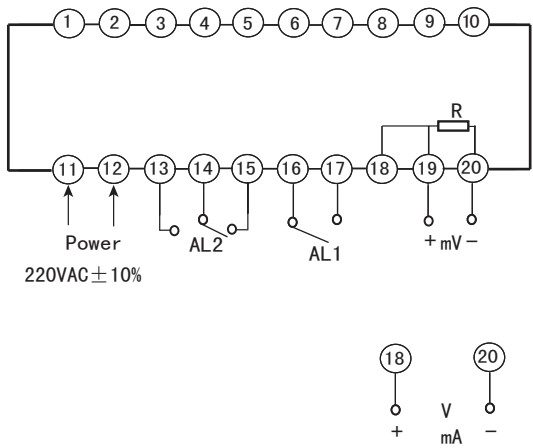 1 2 3 4 5 6 7 8 9 10
R
11 12 13 14 15 16 17 18 19 20
Power AL2 AL1 + mV −
220VAC±10%
18 20
+ V −
mA